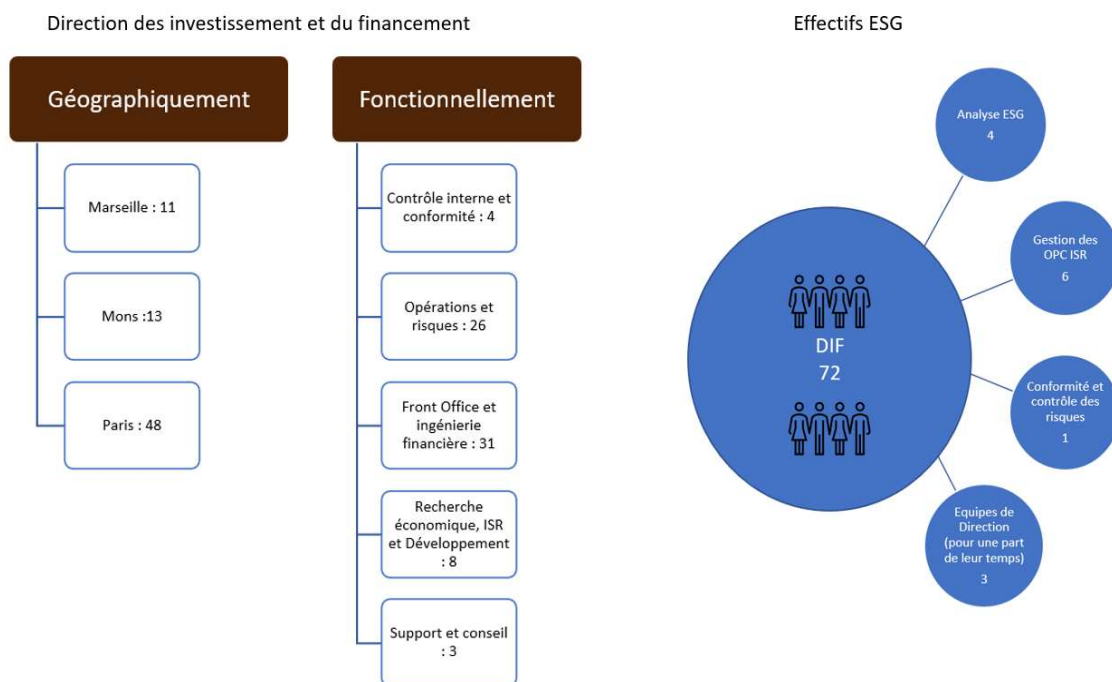 Direction des investissement et du financement
Géographiquement
Marseille : 11
Mons :13
Paris : 48
Fonctionnellement
Contrôle interne et
conformité : 4
Opérations et
risques : 26
Front Office et
ingénierie
financière : 31
Recherche
économique, ISR
et Développement
: 8
Support et conseil
: 3
Effectifs ESG
DIF
72
Analyse ESG
4
Gestion des
OPC ISR
6
Conformité et
contrôle des
risques
1
Equipes de
Direction
(pour une part
de leur temps)
3